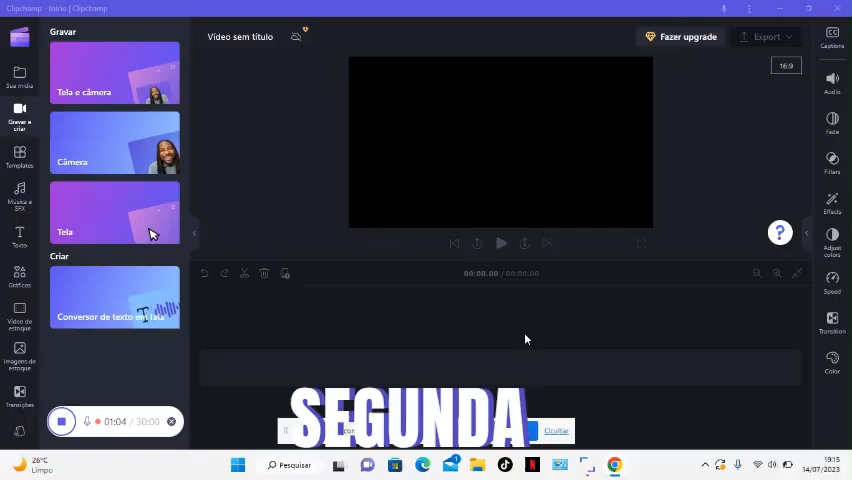 Clipchamp - Início | Clipchamp
Gravar
Tela e câmera
Câmera
Tela
Criar
Conversor de texto em fala
Sua mídia
Gravar e
criar
Templates
Música e
SFX
Texto
Gráficos
Vídeo de
estoque
Imagens de
estoque
Transições
Vídeo sem título
Fazer upgrade
Export
16:9
?
00:00.00 / 00:00.00
Captions
Audio
Fade
Filters
Effects
Adjust
colors
Speed
Transition
Color
01:04 / 30:00
SEGUNDA
Ocultar
26°C
Limpo
Pesquisar
1
19:15
14/07/2023